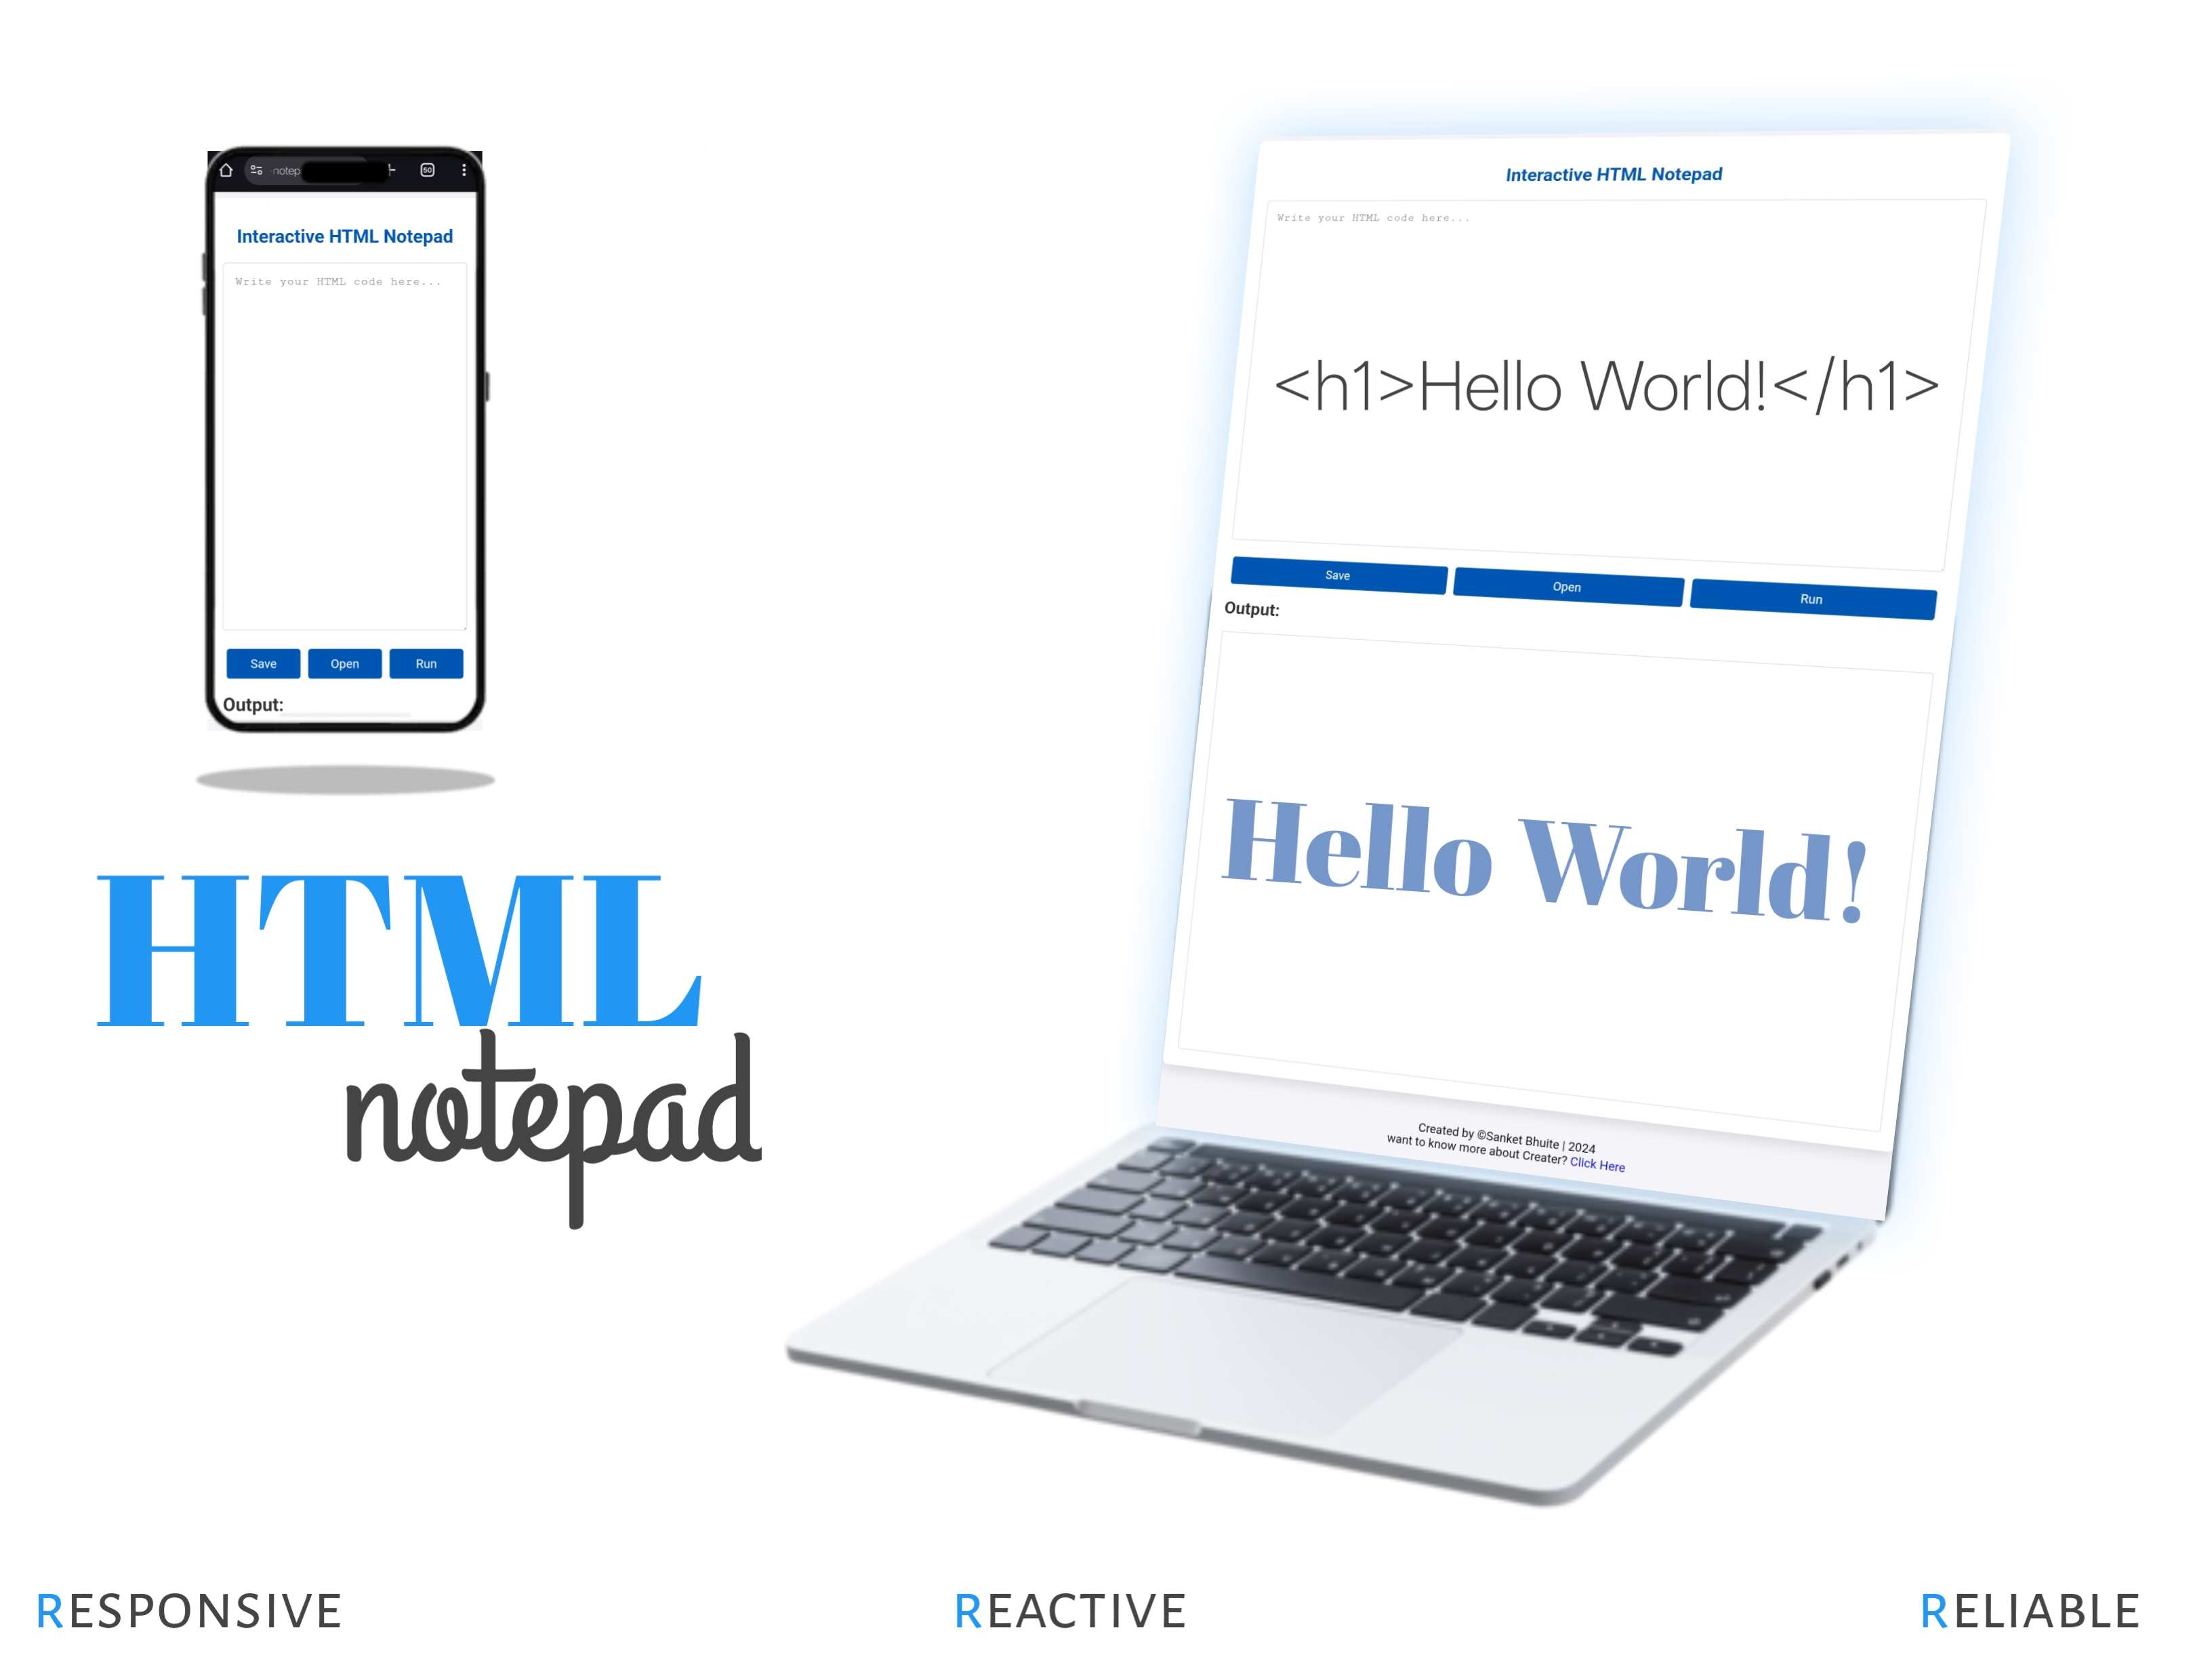 notep
50
Interactive HTML Notepad
Write your HTML code here...
Save Open Run
Output:
HTML
notepad
Interactive HTML Notepad
Write your HTML code here...
<h1>Hello World!</h1>
Save Open Run
Output:
Hello World!
Created by ©Sanket Bhuite | 2024
want to know more about Creater? Click Here
RESPONSIVE REACTIVE RELIABLE